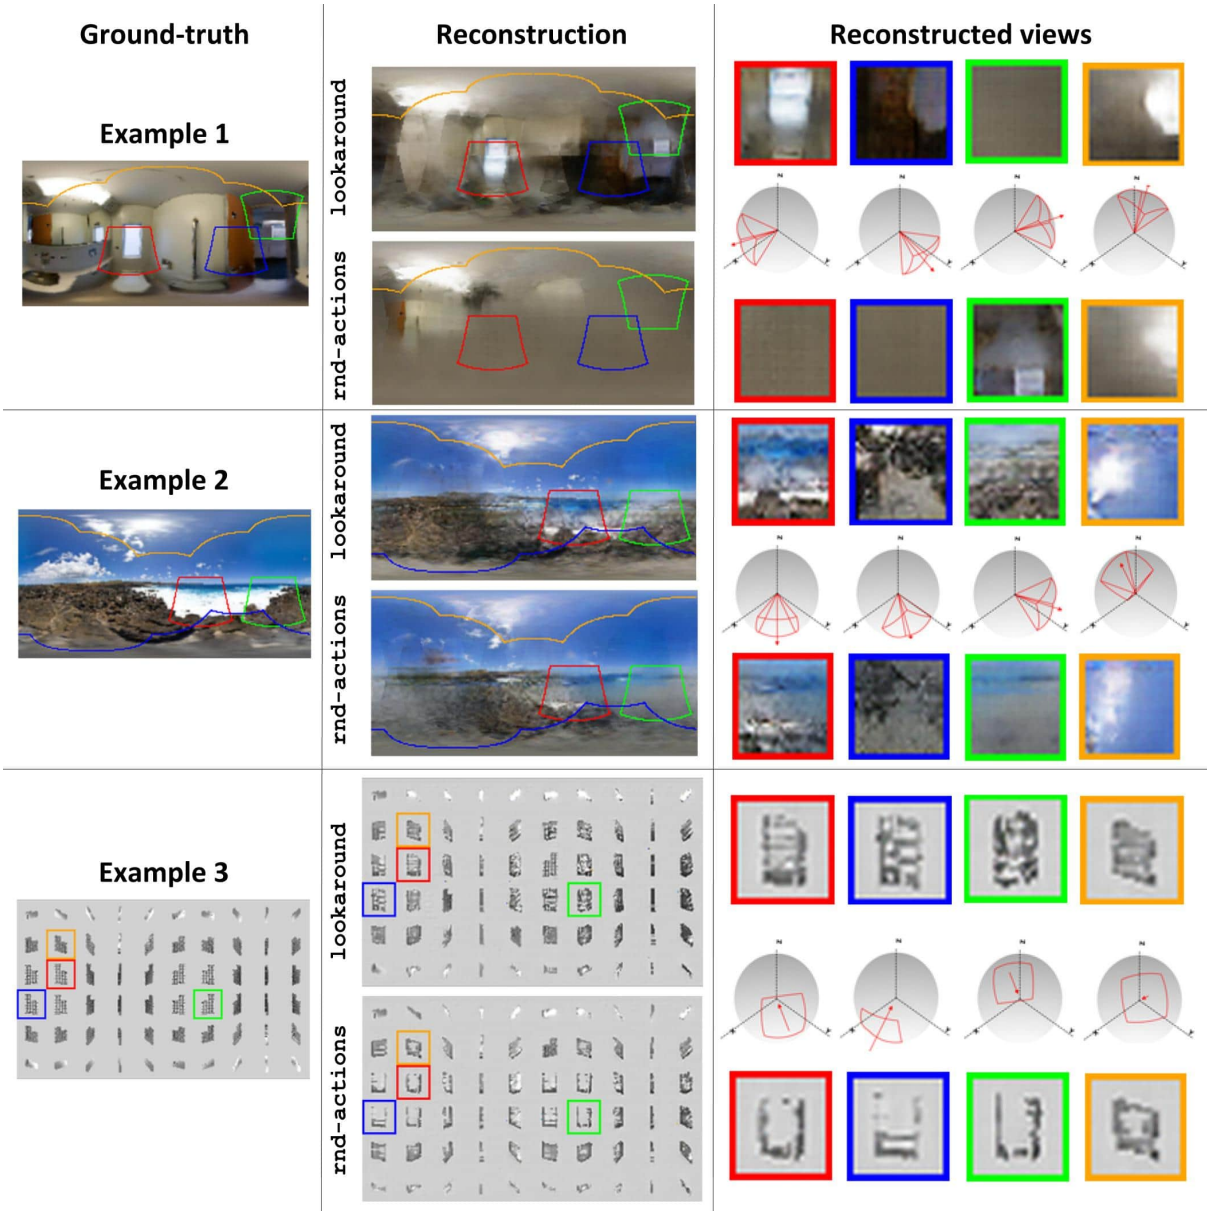 Ground-truth
Reconstruction
Reconstructed views
Example 1
lookaround
rnd-actions
Example 2
lookaround
rnd-actions
Example 3
lookaround
rnd-actions